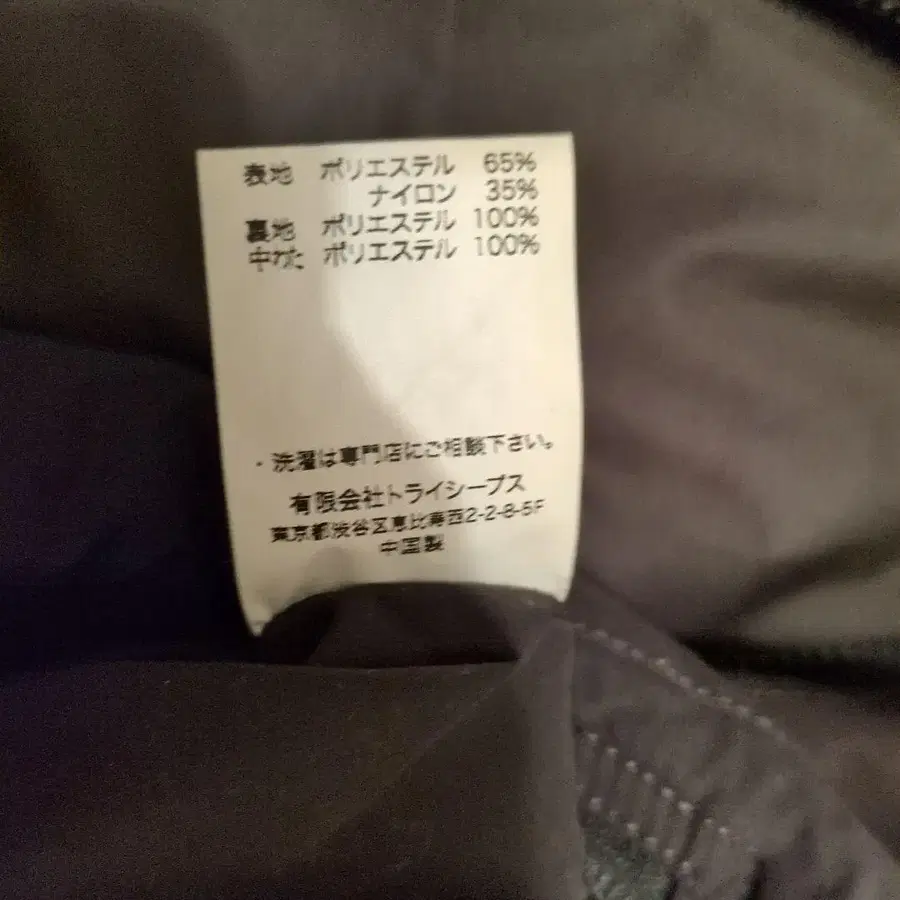 表地 ポリエステル 65%
ナイロン 35%
裏地 ポリエステル 100%
中わた ポリエステル 100%
・洗濯は専門店にご相談下さい。
有限会社トライシープス
東京都渋谷区恵比寿西2-2-8-5F
中国製